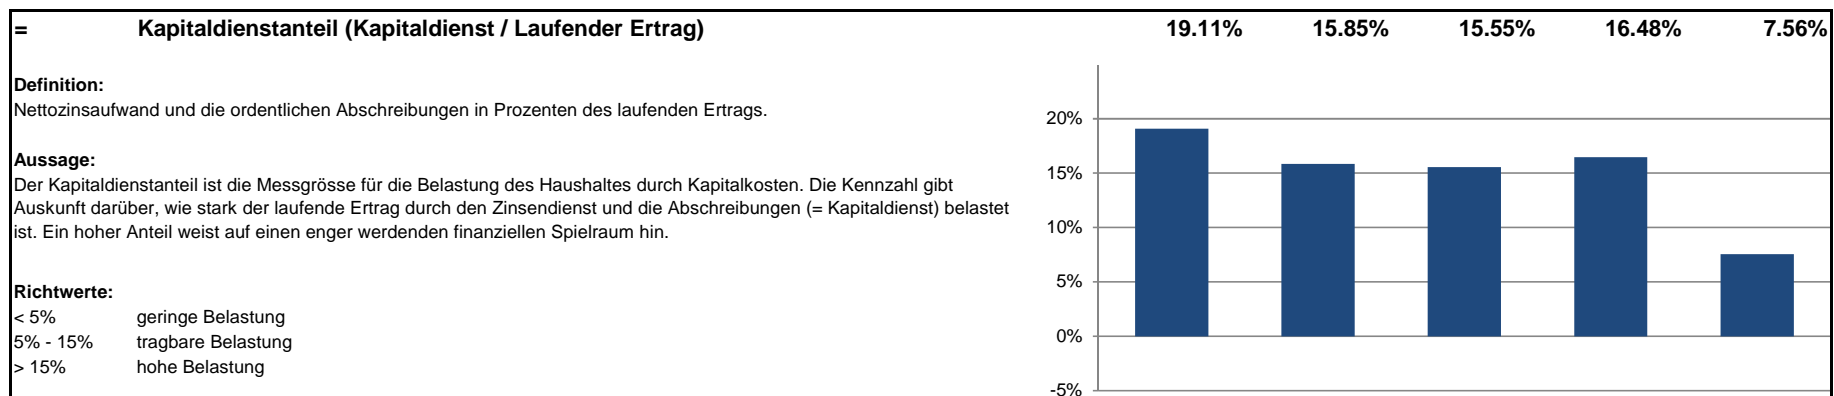 = Kapitaldienstanteil (Kapitaldienst / Laufender Ertrag) 19.11% 15.85% 15.55% 16.48% 7.56%
Definition:
Nettozinsaufwand und die ordentlichen Abschreibungen in Prozenten des laufenden Ertrags.
Aussage:
Der Kapitaldienstanteil ist die Messgrösse für die Belastung des Haushaltes durch Kapitalkosten. Die Kennzahl gibt
Auskunft darüber, wie stark der laufende Ertrag durch den Zinsendienst und die Abschreibungen (= Kapitaldienst) belastet
ist. Ein hoher Anteil weist auf einen enger werdenden finanziellen Spielraum hin.
Richtwerte:
< 5% geringe Belastung
5% - 15% tragbare Belastung
> 15% hohe Belastung
20%
15%
10%
5%
0%
-5%